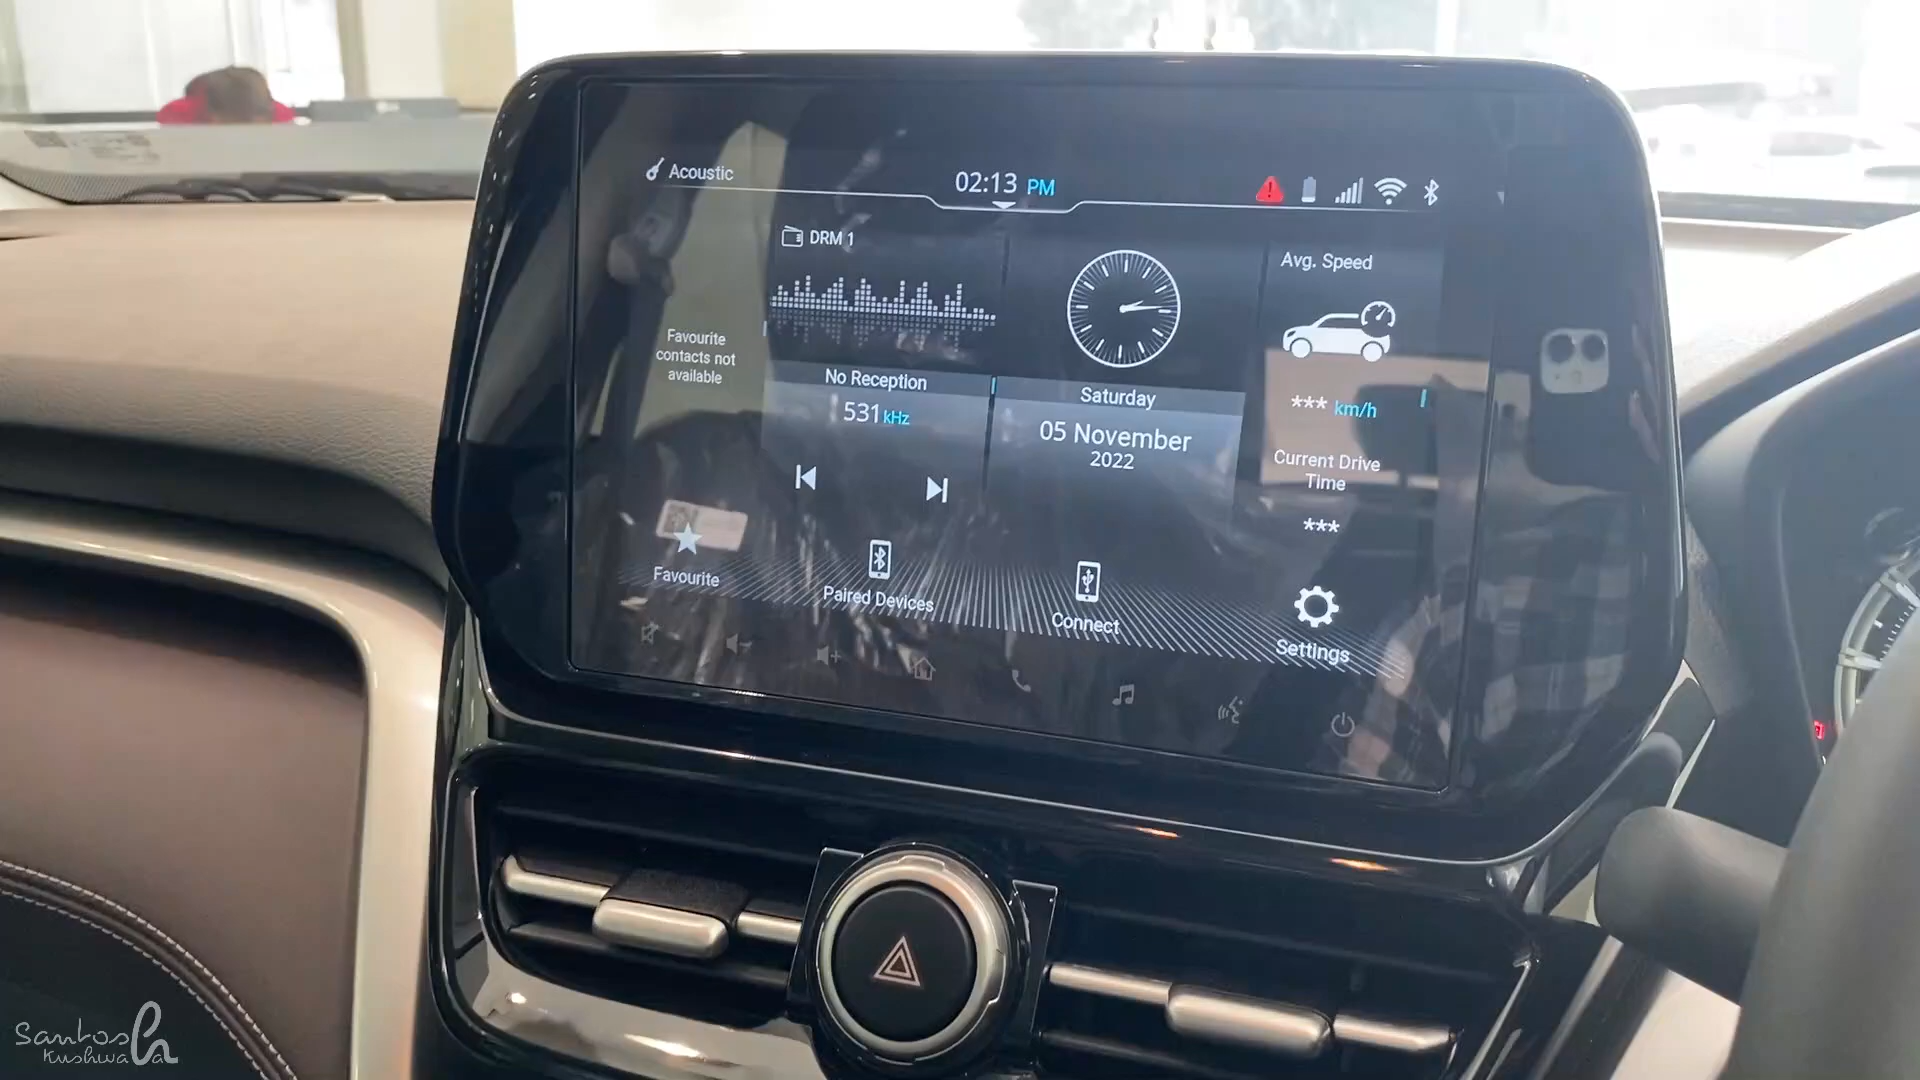 Acoustic
02:13 PM
DRM 1
Avg. Speed
Favourite
contacts not
available
No Reception
531 kHz
Saturday
05 November
2022
*** km/h
Current Drive
Time
***
Favourite
Paired Devices
Connect
Settings
Santosh
Kushwaha